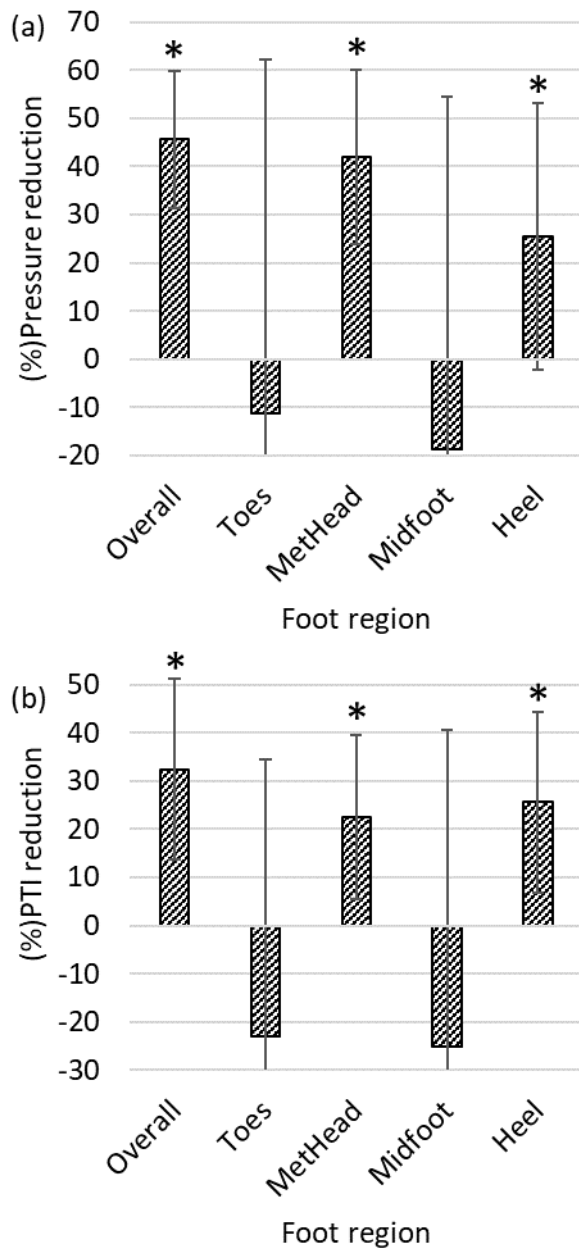 (a)
(%)Pressure reduction
70
60
50
40
30
20
10
0
-10
-20
* * *
Overall
Toes
MetHead
Midfoot
Heel
Foot region
(b)
(%)PTI reduction
50
40
30
20
10
0
-10
-20
-30
* * *
Overall
Toes
MetHead
Midfoot
Heel
Foot region